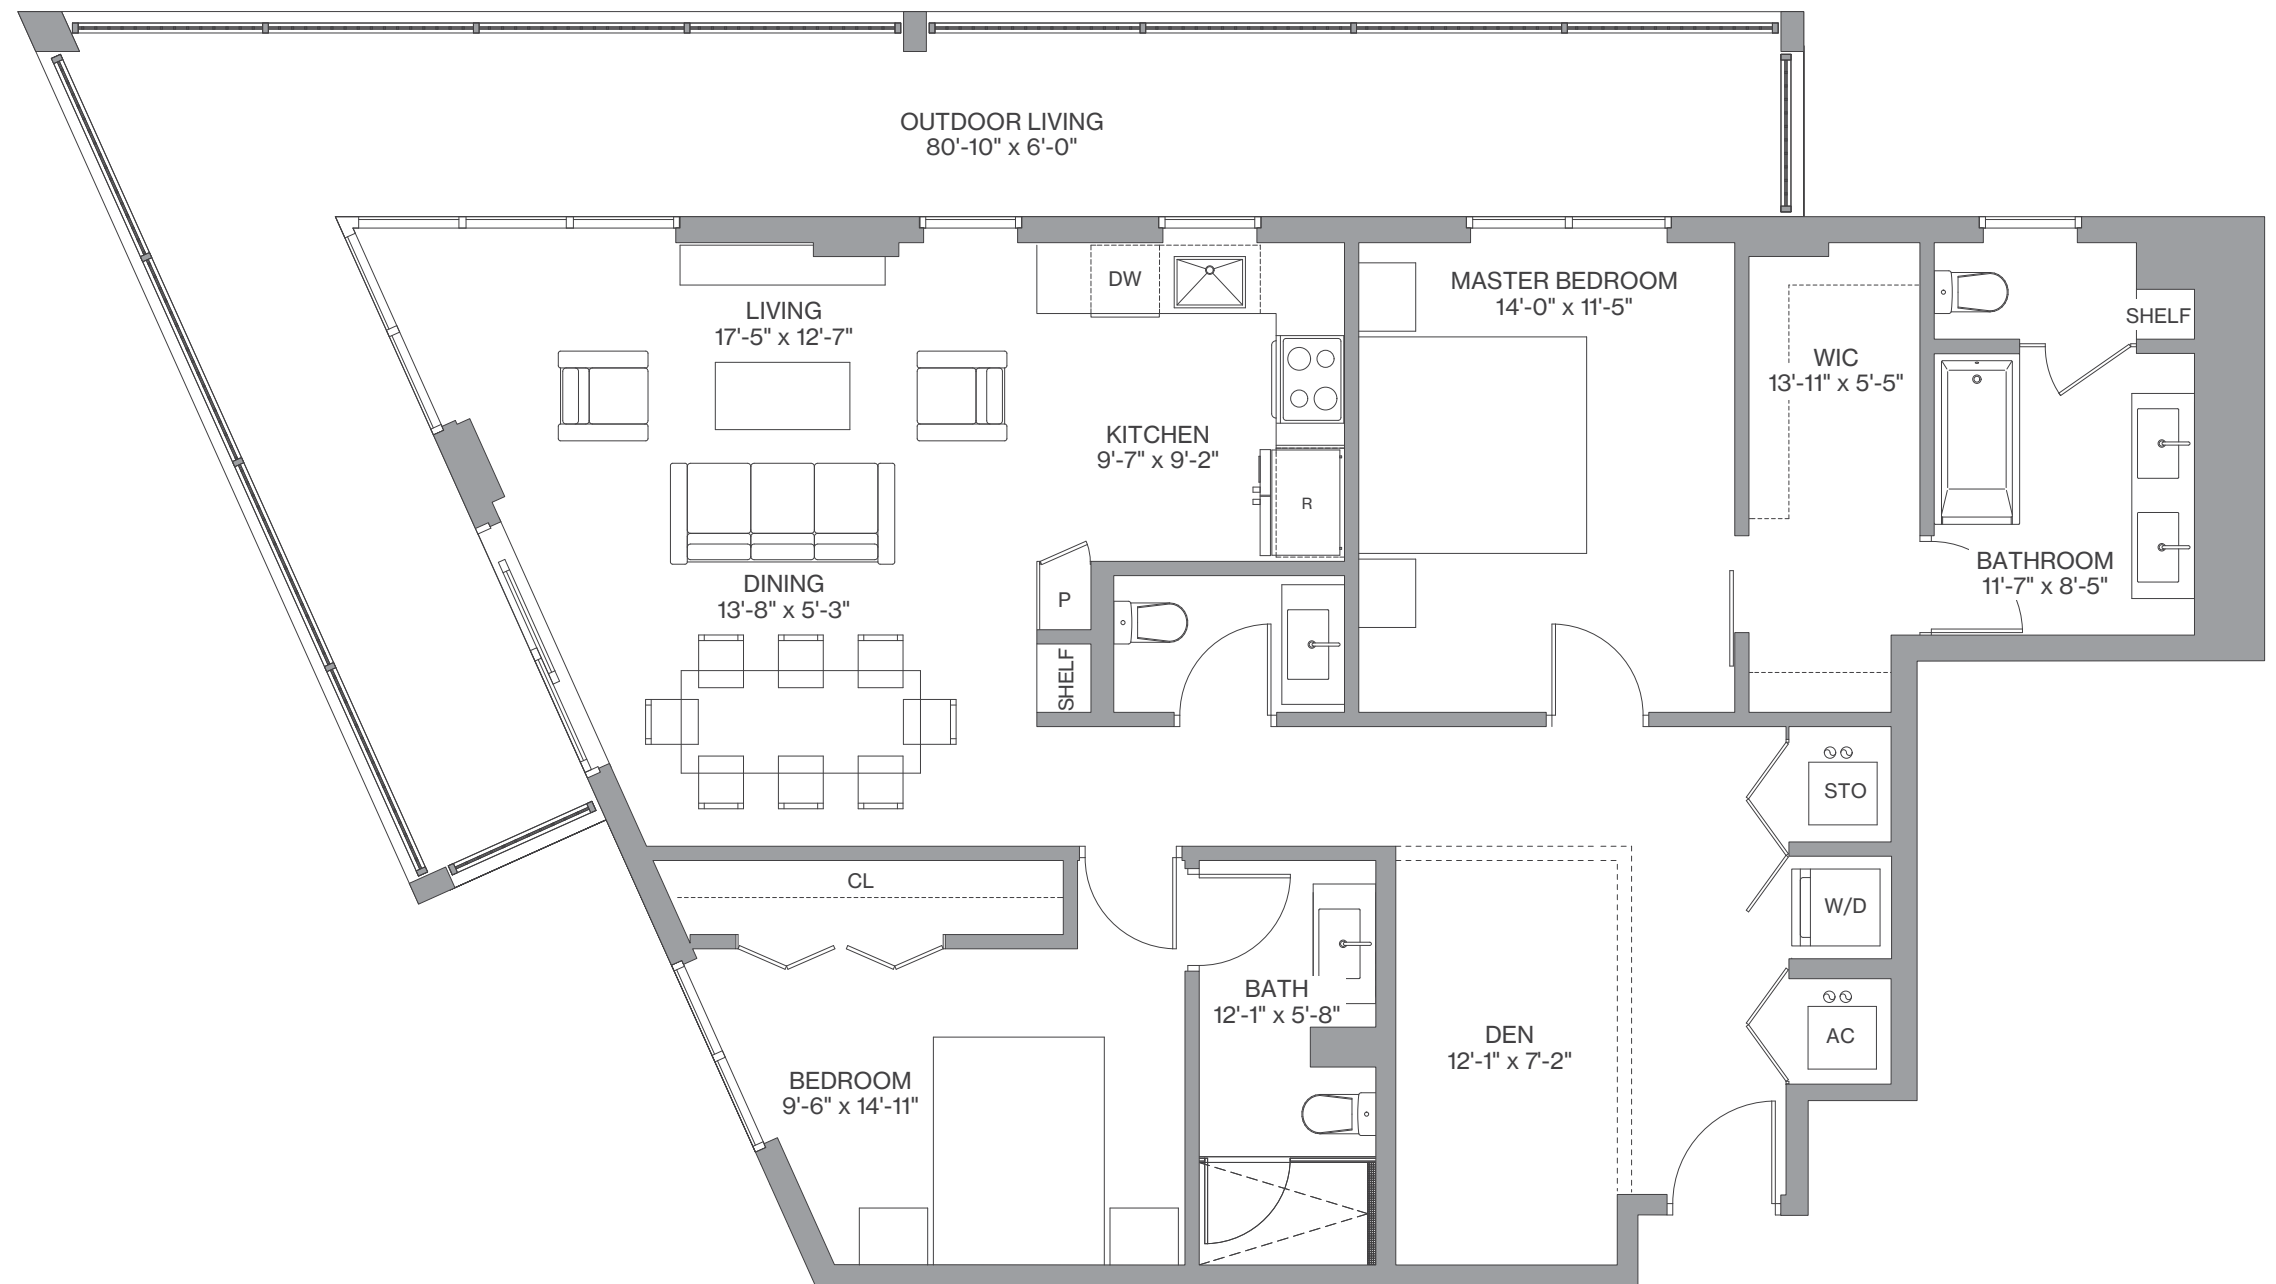 OUTDOOR LIVING
80'-10" x 6'-0"
LIVING
17'-5" x 12'-7"
DW
MASTER BEDROOM
14'-0" x 11'-5"
WIC
13'-11" x 5'-5"
SHELF
KITCHEN
9'-7" x 9'-2"
R
DINING
13'-8" x 5'-3"
P
SHELF
BATHROOM
11'-7" x 8'-5"
STO
CL
W/D
BATH
12'-1" x 5'-8"
DEN
12'-1" x 7'-2"
AC
BEDROOM
9'-6" x 14'-11"